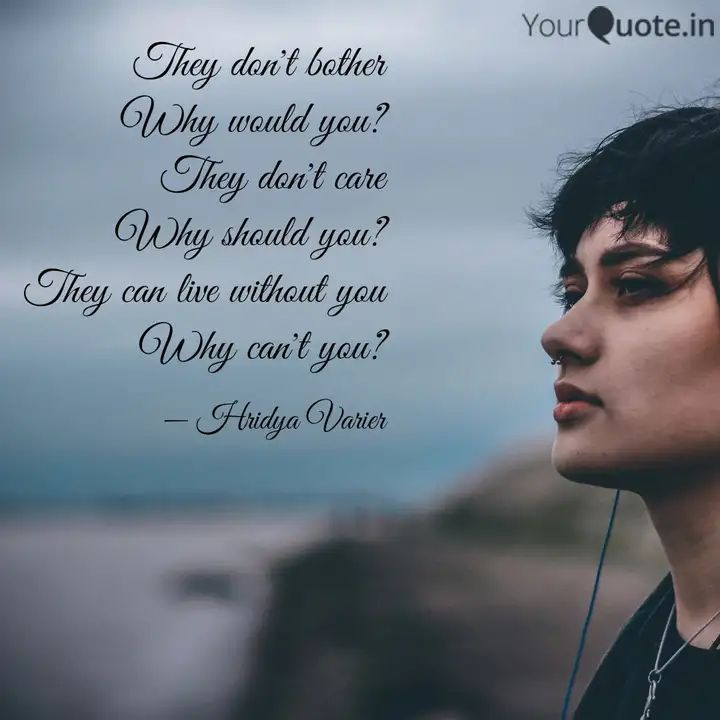 YourQuote.in
They don't bother
Why would you?
They don't care
Why should you?
They can live without you
Why can't you?
— Hridya Varier